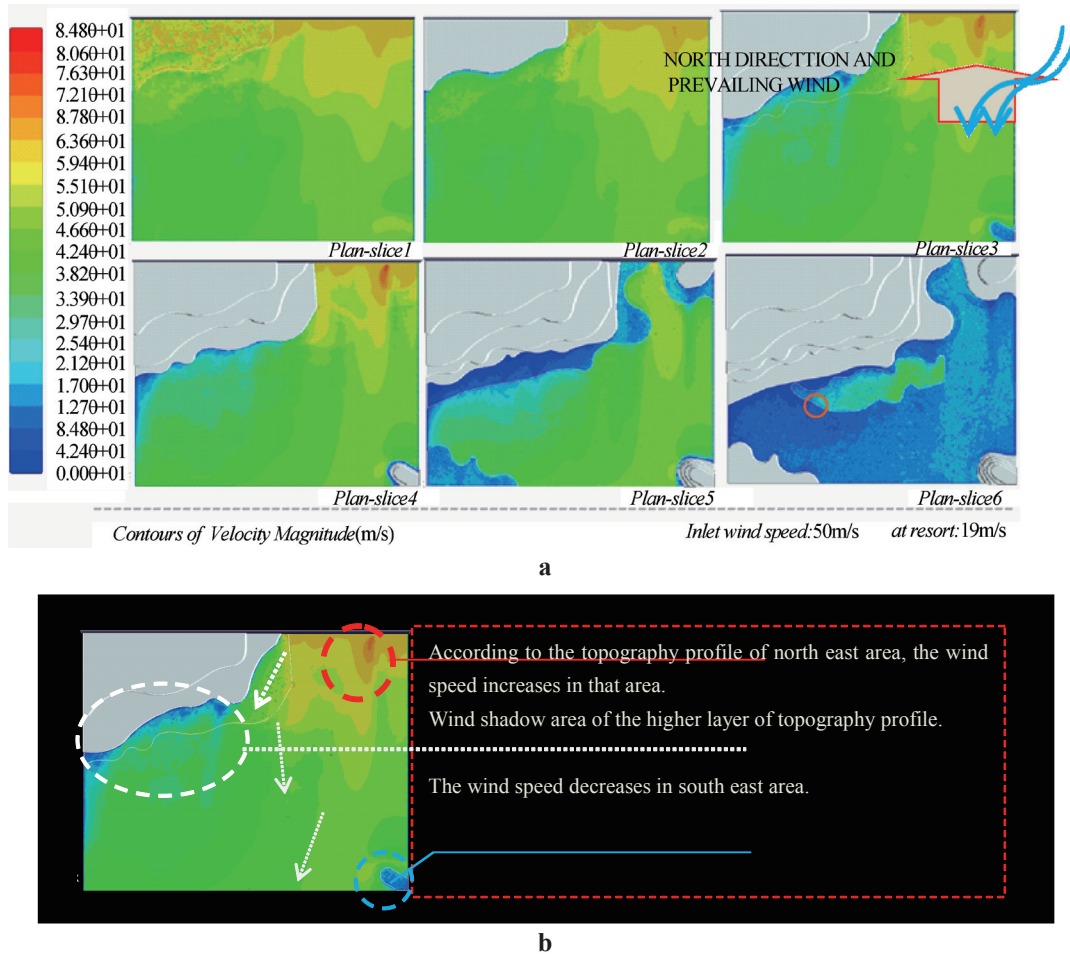 8.480+01
8.060+01
7.630+01
7.210+01
8.780+01
6.360+01
5.940+01
5.510+01
5.090+01
4.660+01
4.240+01
3.820+01
3.390+01
2.970+01
2.540+01
2.120+01
1.700+01
1.270+01
8.480+01
4.240+01
0.000+01
NORTH DIRECTTION AND
PREVAILING WIND
Plan-slice1
Plan-slice2
Plan-slice3
Plan-slice4
Plan-slice5
Plan-slice6
Contours of Velocity Magnitude(m/s)
Inlet wind speed:50m/s at resort:19m/s
a
According to the topography profile of north east area, the wind
speed increases in that area.
Wind shadow area of the higher layer of topography profile.
The wind speed decreases in south east area.
b